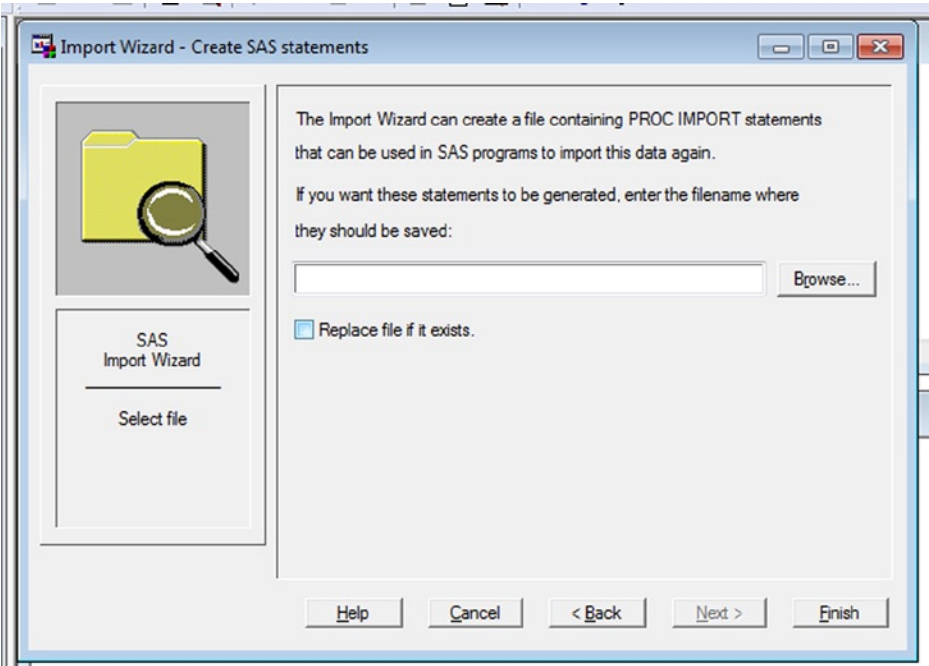 Import Wizard - Create SAS statements
The Import Wizard can create a file containing PROC IMPORT statements
that can be used in SAS programs to import this data again.
If you want these statements to be generated, enter the filename where
they should be saved:
Browse...
Replace file if it exists.
SAS
Import Wizard
Select file
Help
Cancel
< Back
Next >
Finish